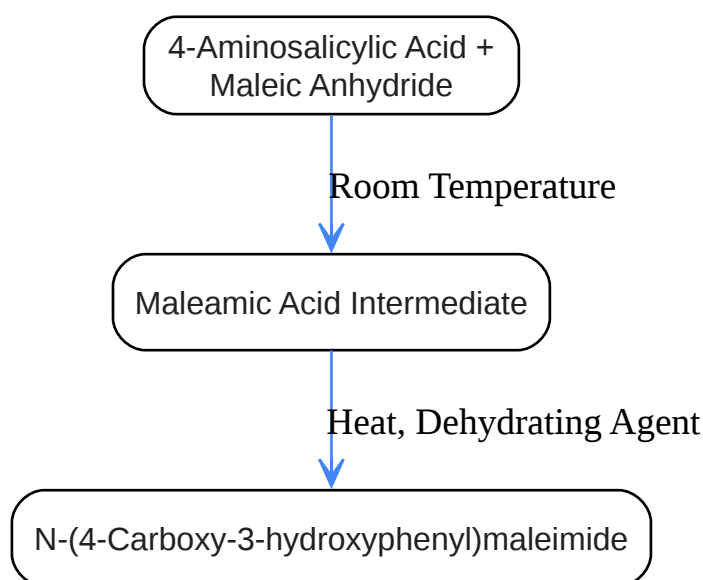 4-Aminosalicylic Acid +
Maleic Anhydride
Room Temperature
Maleamic Acid Intermediate
Heat, Dehydrating Agent
N-(4-Carboxy-3-hydroxyphenyl)maleimide